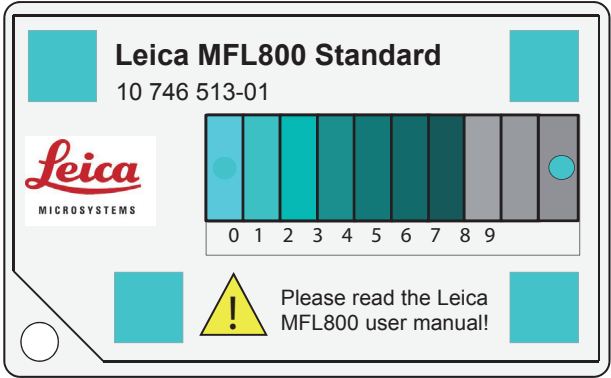 Leica MFL800 Standard
10 746 513-01
Leica
MICROSYSTEMS
0 1 2 3 4 5 6 7 8 9
!
Please read the Leica
MFL800 user manual!